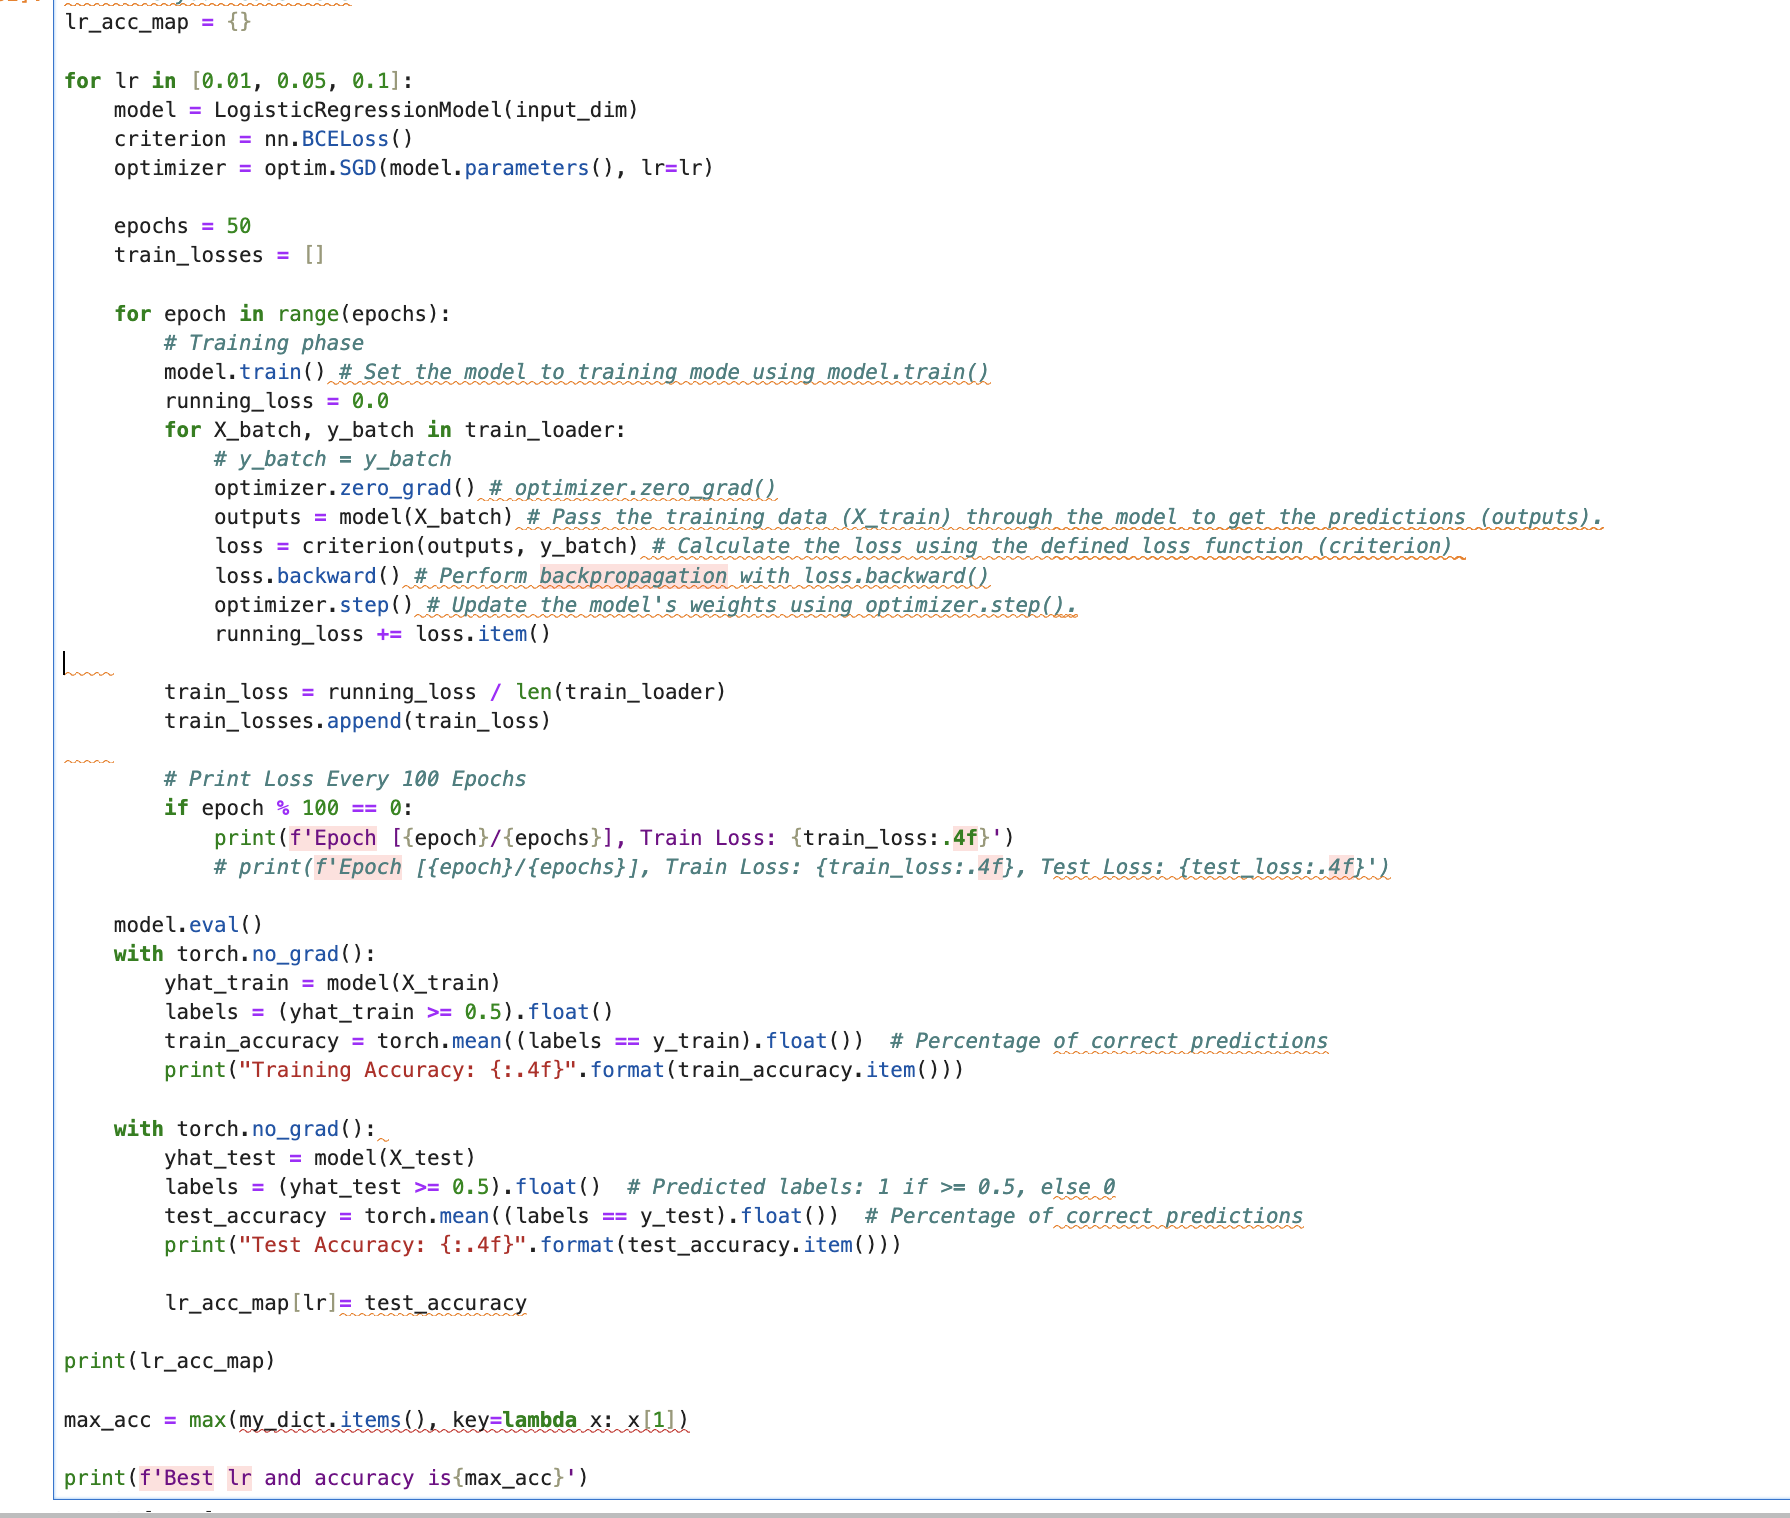 lr_acc_map = {}

for lr in [0.01, 0.05, 0.1]:
    model = LogisticRegressionModel(input_dim)
    criterion = nn.BCELoss()
    optimizer = optim.SGD(model.parameters(), lr=lr)

    epochs = 50
    train_losses = []

    for epoch in range(epochs):
        # Training phase
        model.train() # Set the model to training mode using model.train()
        running_loss = 0.0
        for X_batch, y_batch in train_loader:
            # y_batch = y_batch
            optimizer.zero_grad() # optimizer.zero_grad()
            outputs = model(X_batch) # Pass the training data (X_train) through the model to get the predictions (outputs).
            loss = criterion(outputs, y_batch) # Calculate the loss using the defined loss function (criterion)
            loss.backward() # Perform backpropagation with loss.backward()
            optimizer.step() # Update the model's weights using optimizer.step().
            running_loss += loss.item()

        train_loss = running_loss / len(train_loader)
        train_losses.append(train_loss)

        # Print Loss Every 100 Epochs
        if epoch % 100 == 0:
            print(f'Epoch [{epoch}/{epochs}], Train Loss: {train_loss:.4f}')
            # print(f'Epoch [{epoch}/{epochs}], Train Loss: {train_loss:.4f}, Test Loss: {test_loss:.4f}')

    model.eval()
    with torch.no_grad():
        yhat_train = model(X_train)
        labels = (yhat_train >= 0.5).float()
        train_accuracy = torch.mean((labels == y_train).float())  # Percentage of correct predictions
        print("Training Accuracy: {:.4f}".format(train_accuracy.item()))

    with torch.no_grad():
        yhat_test = model(X_test)
        labels = (yhat_test >= 0.5).float()  # Predicted labels: 1 if >= 0.5, else 0
        test_accuracy = torch.mean((labels == y_test).float())  # Percentage of correct predictions
        print("Test Accuracy: {:.4f}".format(test_accuracy.item()))

        lr_acc_map[lr]= test_accuracy

print(lr_acc_map)

max_acc = max(my_dict.items(), key=lambda x: x[1])

print(f'Best lr and accuracy is{max_acc}')